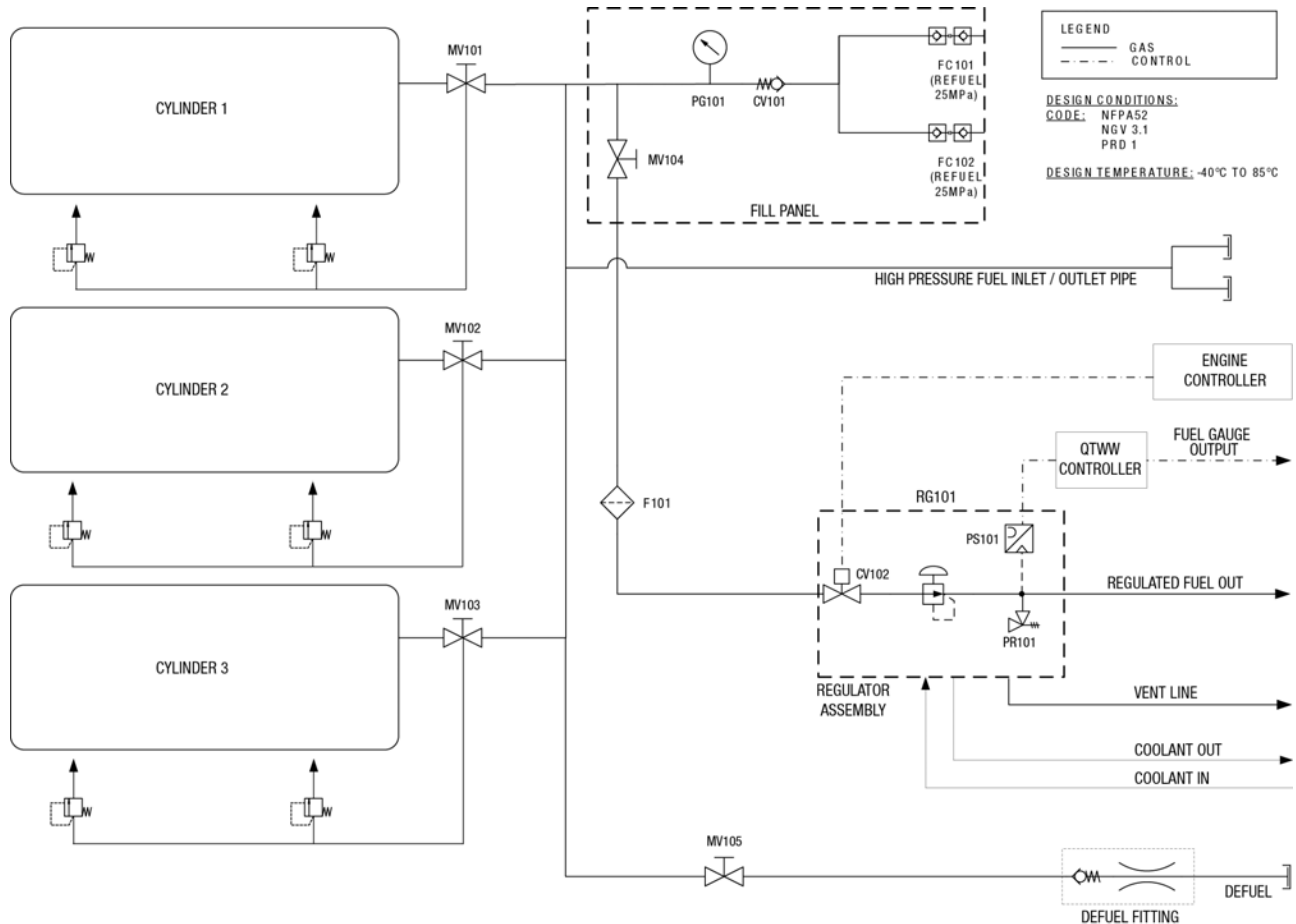 MV101
CYLINDER 1
PG101
CV101
FC101
(REFUEL
25MPa)
MV104
FC102
(REFUEL
25MPa)
FILL PANEL
LEGEND
GAS
CONTROL
DESIGN CONDITIONS:
CODE: NFPA52
NGV 3.1
PRD 1
DESIGN TEMPERATURE: -40°C TO 85°C
HIGH PRESSURE FUEL INLET / OUTLET PIPE
MV102
CYLINDER 2
ENGINE
CONTROLLER
QTWW
CONTROLLER
FUEL GAUGE
OUTPUT
F101
RG101
PS101
CV102
REGULATED FUEL OUT
PR101
MV103
CYLINDER 3
REGULATOR
ASSEMBLY
VENT LINE
COOLANT OUT
COOLANT IN
MV105
DEFUEL
DEFUEL FITTING